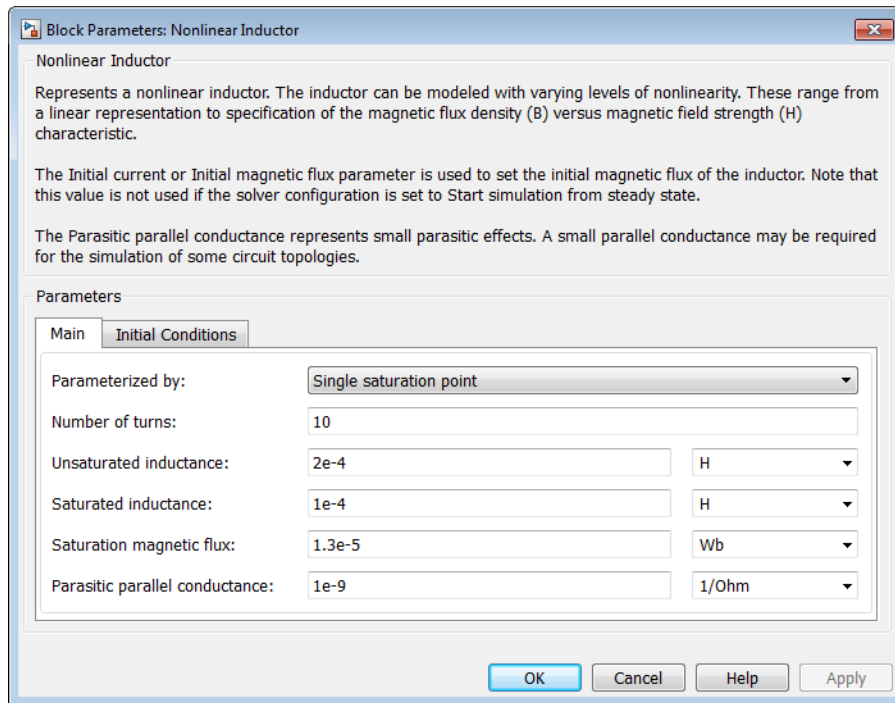 Block Parameters: Nonlinear Inductor
Nonlinear Inductor
Represents a nonlinear inductor. The inductor can be modeled with varying levels of nonlinearity. These range from
a linear representation to specification of the magnetic flux density (B) versus magnetic field strength (H)
characteristic.
The Initial current or Initial magnetic flux parameter is used to set the initial magnetic flux of the inductor. Note that
this value is not used if the solver configuration is set to Start simulation from steady state.
The Parasitic parallel conductance represents small parasitic effects. A small parallel conductance may be required
for the simulation of some circuit topologies.
Parameters
Main Initial Conditions
Parameterized by: Single saturation point
Number of turns: 10
Unsaturated inductance: 2e-4 H
Saturated inductance: 1e-4 H
Saturation magnetic flux: 1.3e-5 Wb
Parasitic parallel conductance: 1e-9 1/Ohm
OK Cancel Help Apply